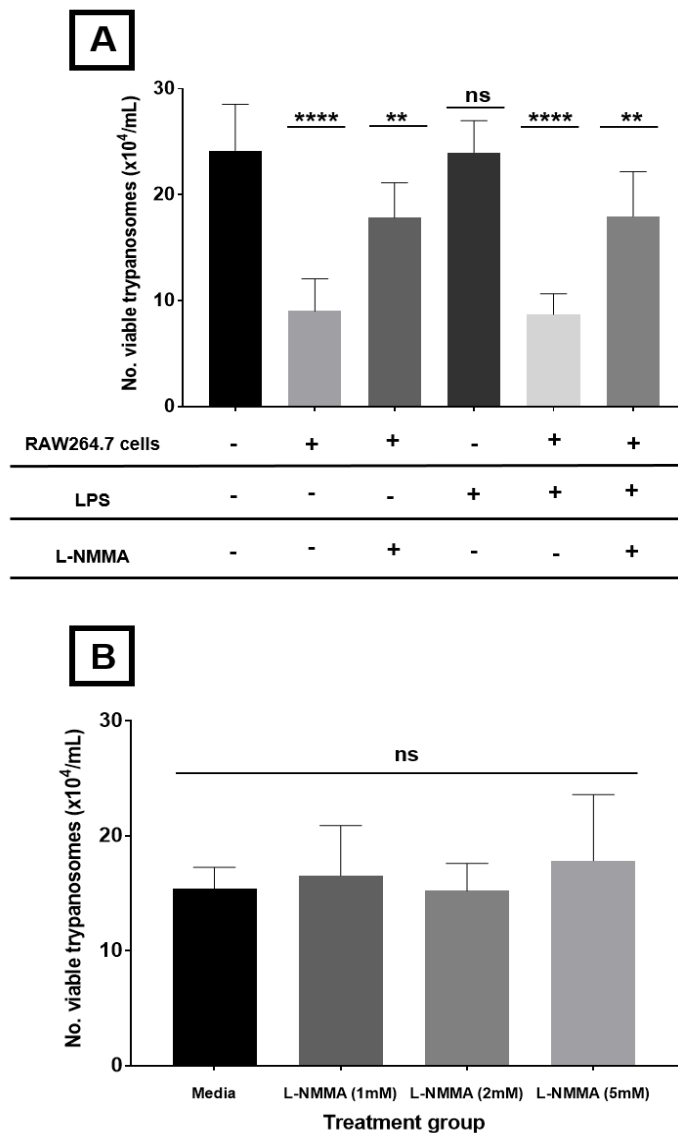 A
No. viable trypanosomes (x10⁴/mL)
30
20
10
0
**** ** ns **** **
RAW264.7 cells - + + - + +
LPS - - - + + +
L-NMMA - - + - - +
B
No. viable trypanosomes (x10⁴/mL)
30
20
10
0
ns
Media L-NMMA (1mM) L-NMMA (2mM) L-NMMA (5mM)
Treatment group